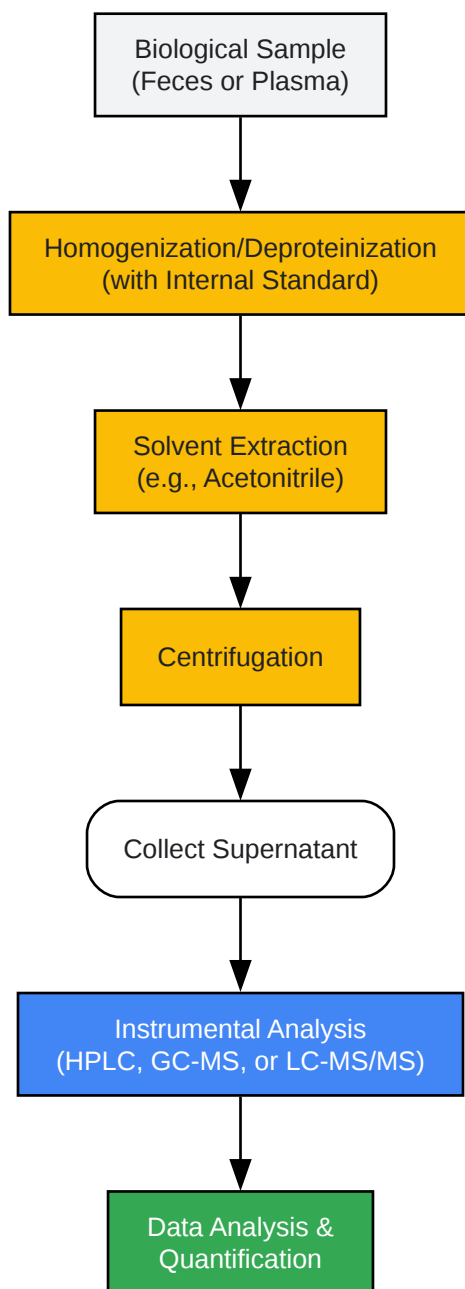 Biological Sample
(Feces or Plasma)
Homogenization/Deproteinization
(with Internal Standard)
Solvent Extraction
(e.g., Acetonitrile)
Centrifugation
Collect Supernatant
Instrumental Analysis
(HPLC, GC-MS, or LC-MS/MS)
Data Analysis &
Quantification